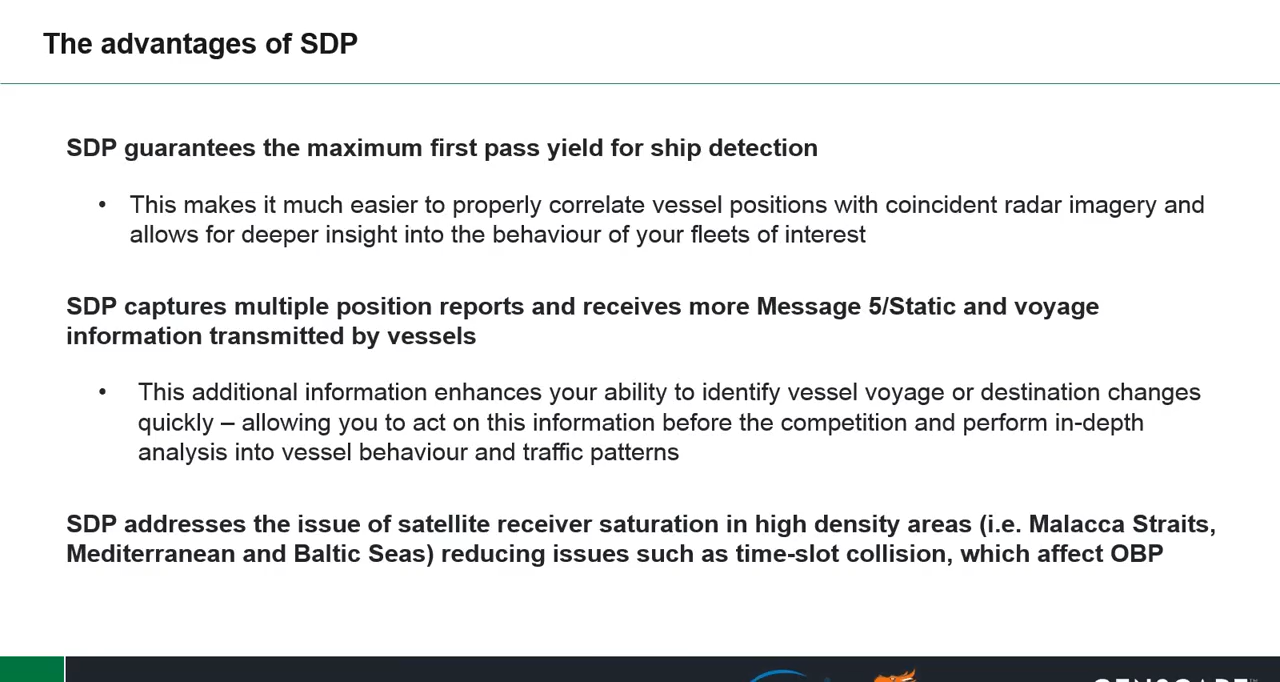 The advantages of SDP
SDP guarantees the maximum first pass yield for ship detection
• This makes it much easier to properly correlate vessel positions with coincident radar imagery and
allows for deeper insight into the behaviour of your fleets of interest
SDP captures multiple position reports and receives more Message 5/Static and voyage
information transmitted by vessels
• This additional information enhances your ability to identify vessel voyage or destination changes
quickly – allowing you to act on this information before the competition and perform in-depth
analysis into vessel behaviour and traffic patterns
SDP addresses the issue of satellite receiver saturation in high density areas (i.e. Malacca Straits,
Mediterranean and Baltic Seas) reducing issues such as time-slot collision, which affect OBP
GENSCAPE